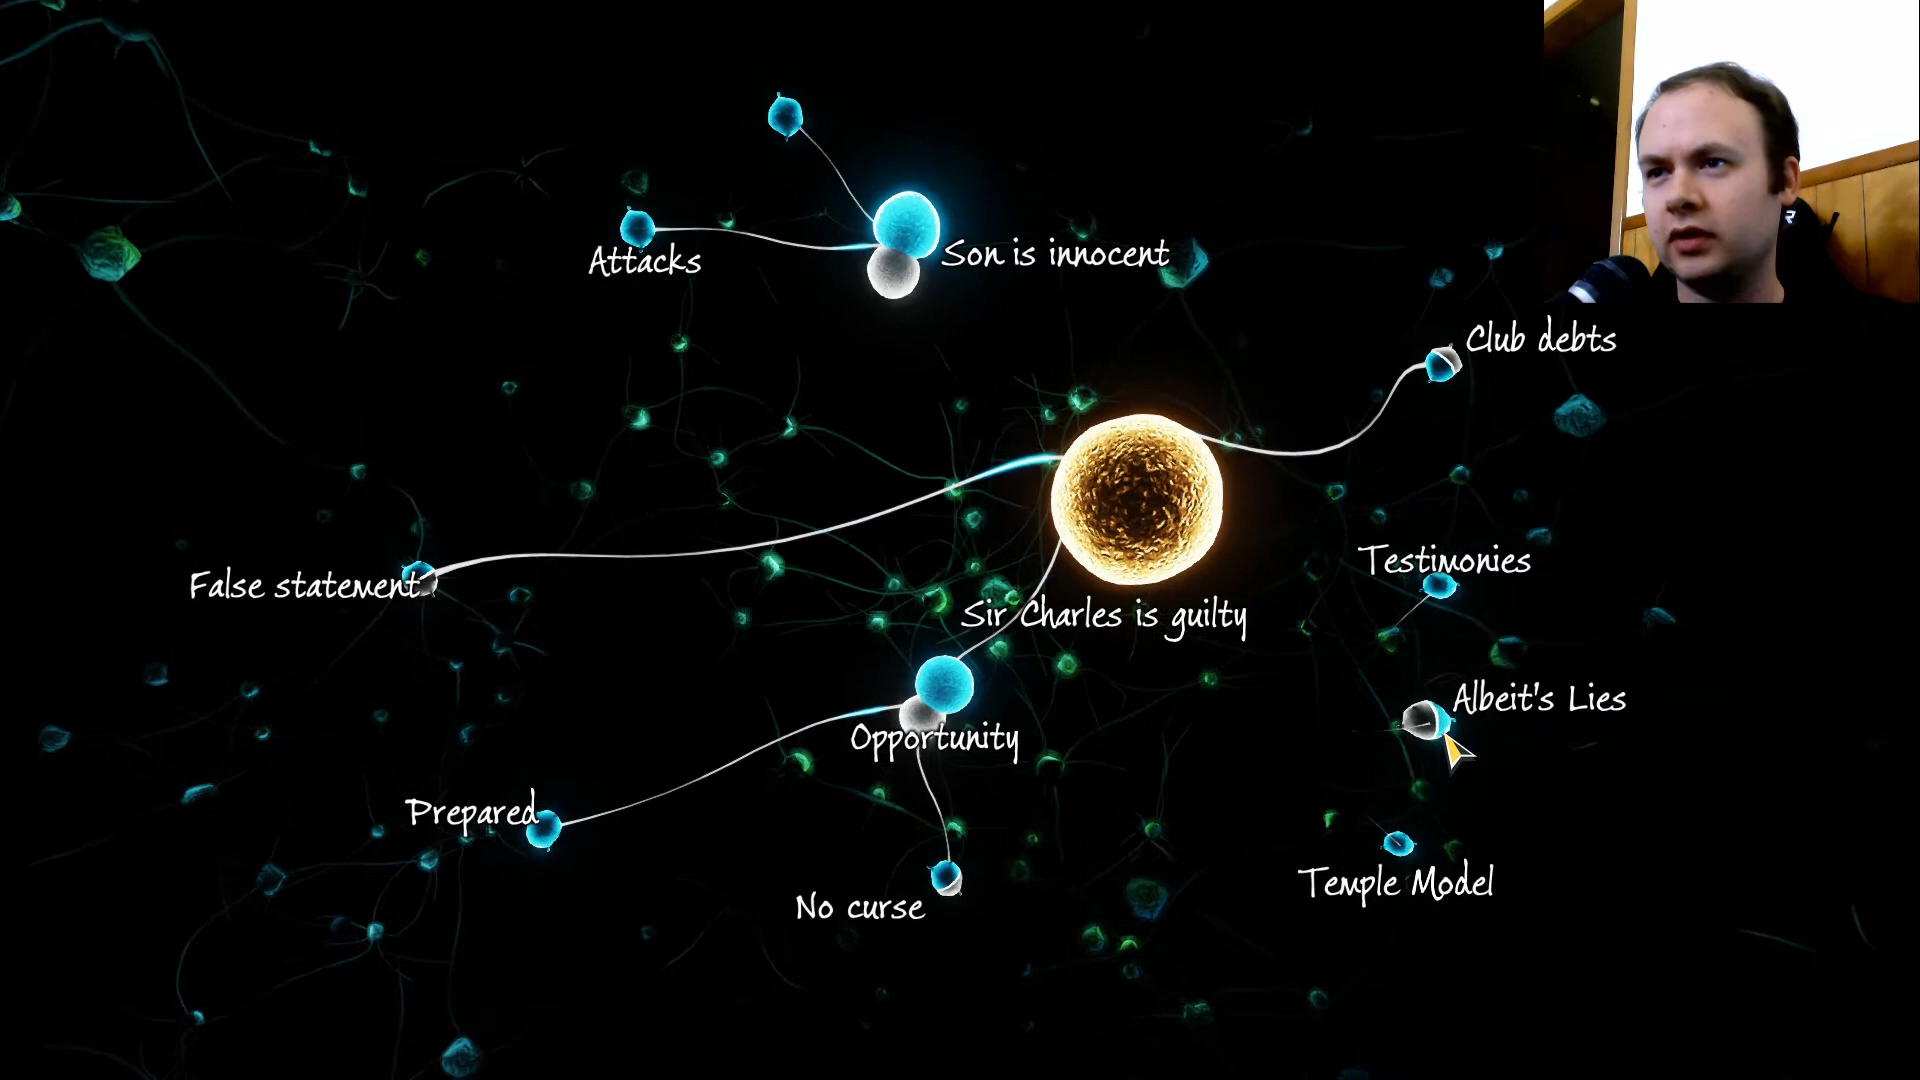 Attacks
Son is innocent
Club debts
Testimonies
False statement
Sir Charles is guilty
Albeit's Lies
Opportunity
Prepared
Temple Model
No curse
R